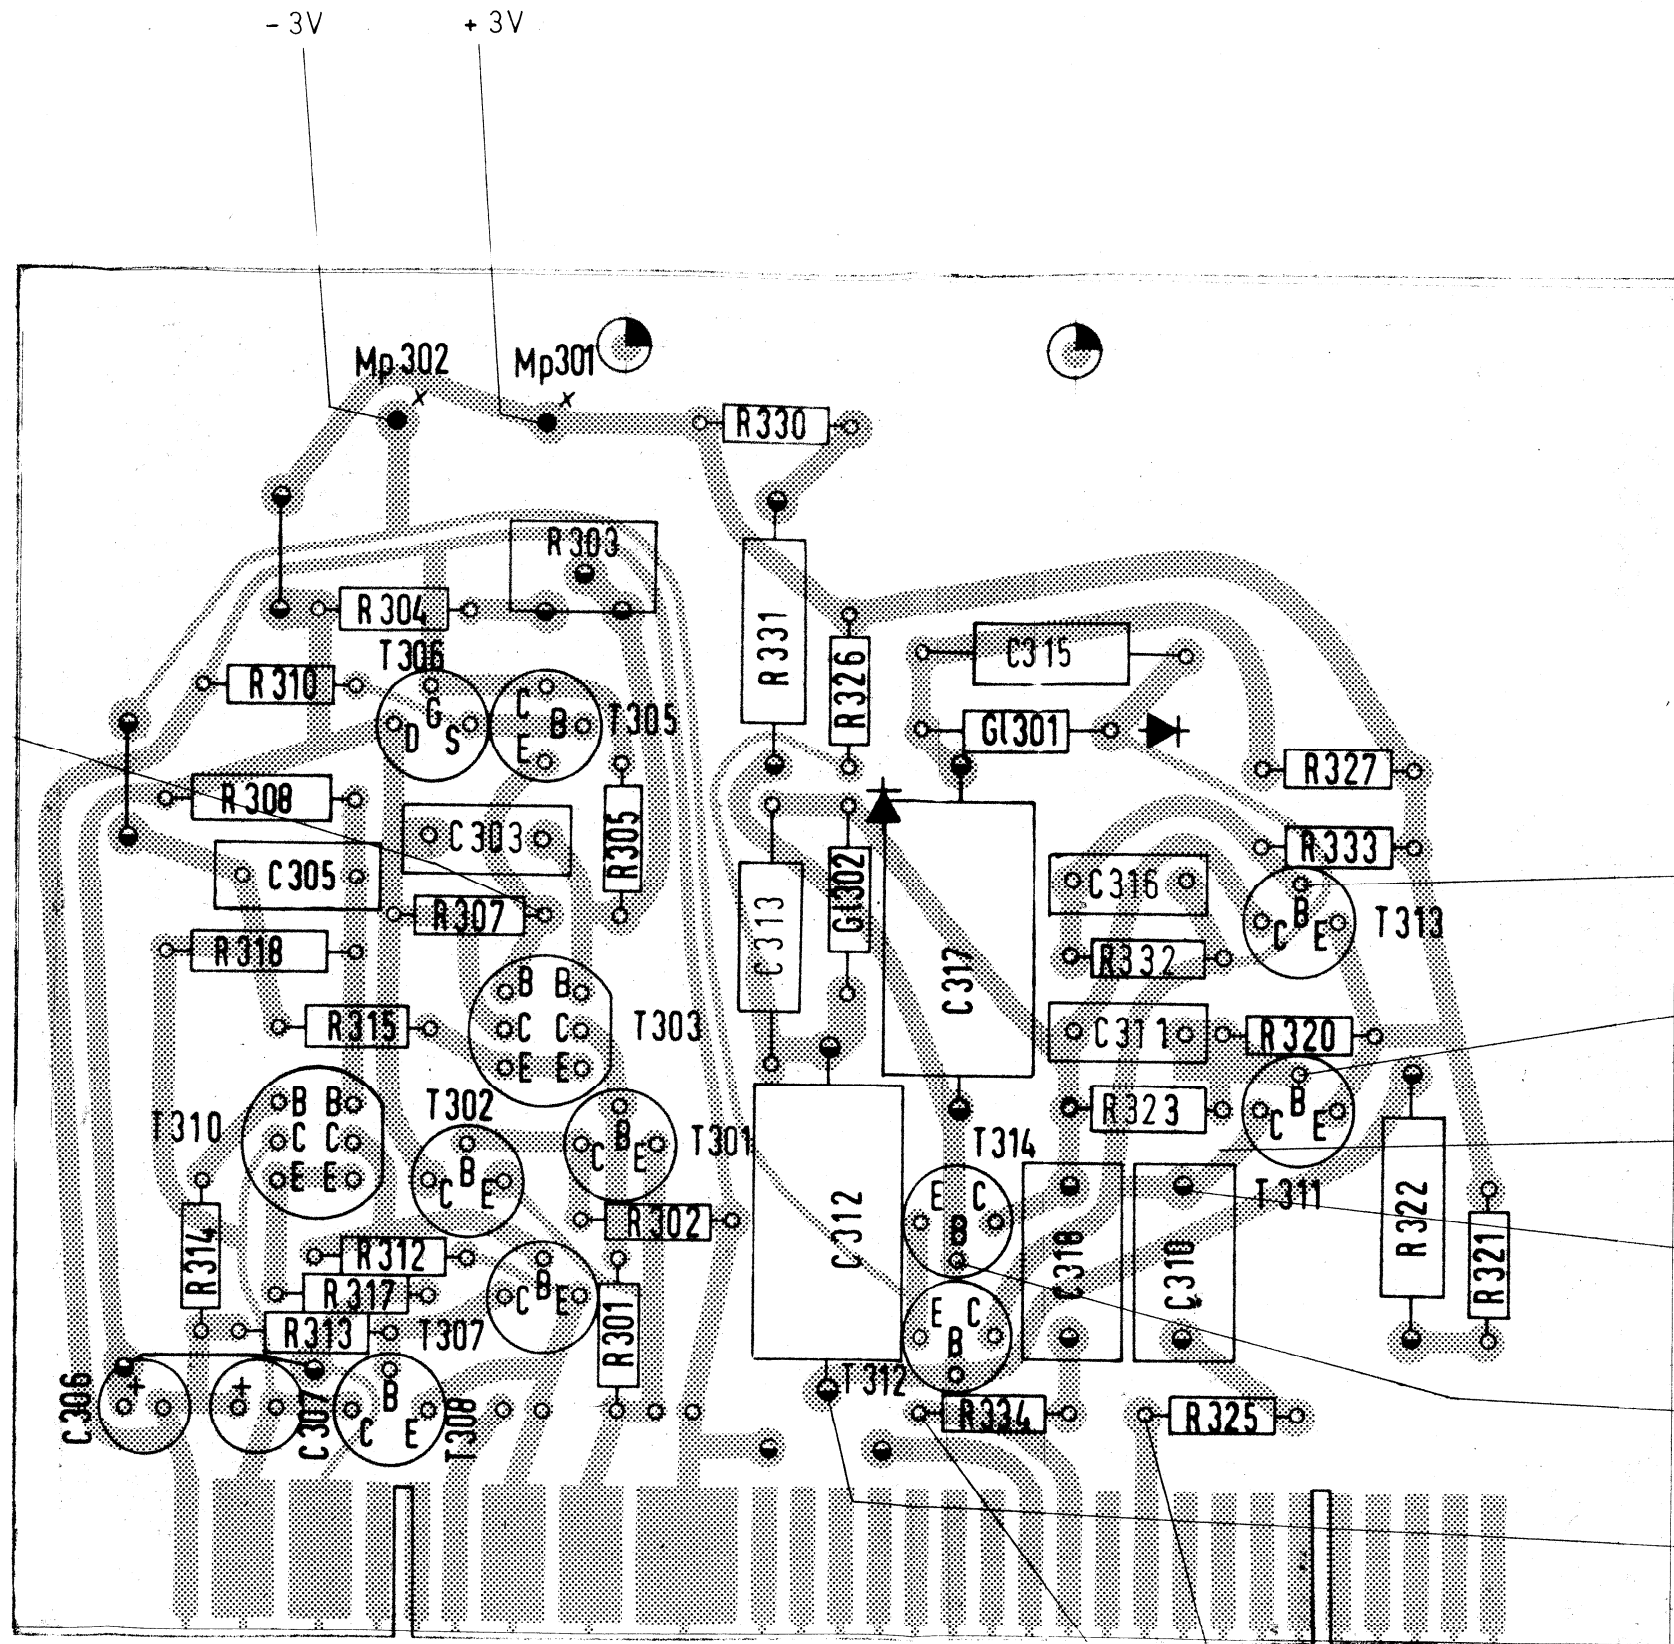 - 3V
+ 3V
Mp302
Mp301
x
x
R330
R303
R304
T306
R331
R326
C315
R310
G
D
S
C
B
E
T305
Gl301
R308
C303
R305
R327
R333
C305
C313
Gl302
C317
C316
R307
R318
B
C
E
T313
R332
B B
C C
E E
T303
R315
C311
R320
T310
B B
C C
E E
T302
B
C
E
B
C
E
T301
R323
B
C
E
T314
E
C
B
T311
R302
R314
R312
R317
R313
T307
B
C
E
R301
C312
C318
C310
R322
R321
E
C
B
T312
C306
+
+
C307
B
C
E
T308
R334
R325